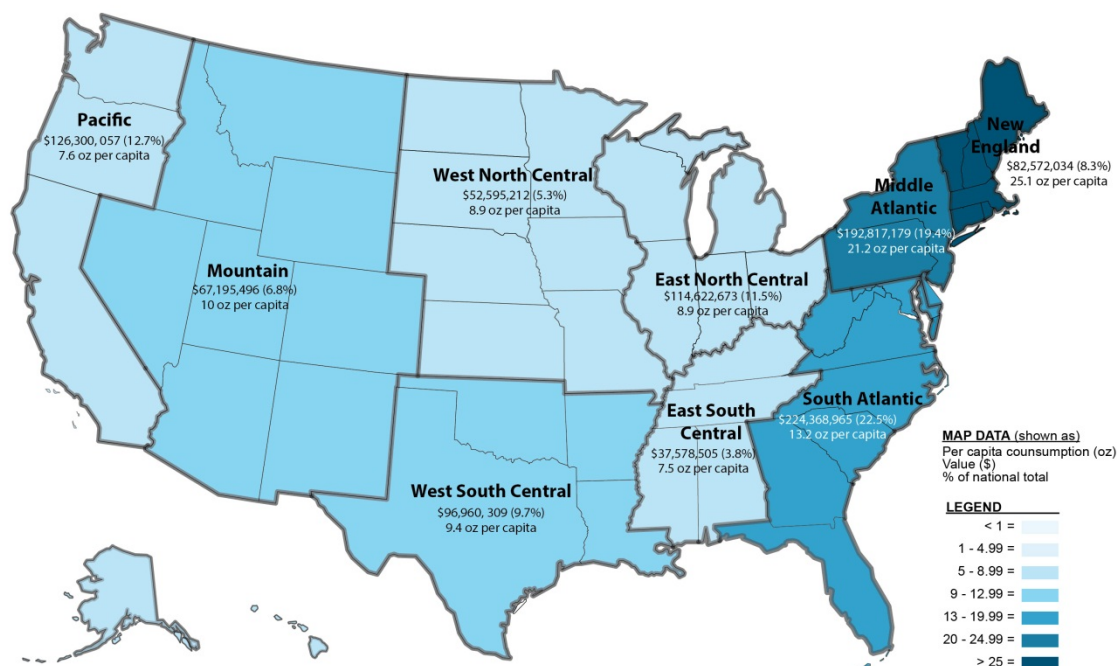 Pacific
$126,300, 057 (12.7%)
7.6 oz per capita
West North Central
$52,595,212 (5.3%)
8.9 oz per capita
New
England
$82,572,034 (8.3%)
25.1 oz per capita
Middle
Atlantic
$192,817,179 (19.4%)
21.2 oz per capita
Mountain
$67,195,496 (6.8%)
10 oz per capita
East North Central
$114,622,673 (11.5%)
8.9 oz per capita
East South
Central
$37,578,505 (3.8%)
7.5 oz per capita
South Atlantic
$224,368,965 (22.5%)
13.2 oz per capita
West South Central
$96,960, 309 (9.7%)
9.4 oz per capita
MAP DATA (shown as)
Per capita counsumption (oz)
Value ($)
% of national total
LEGEND
< 1 =
1 - 4.99 =
5 - 8.99 =
9 - 12.99 =
13 - 19.99 =
20 - 24.99 =
> 25 =